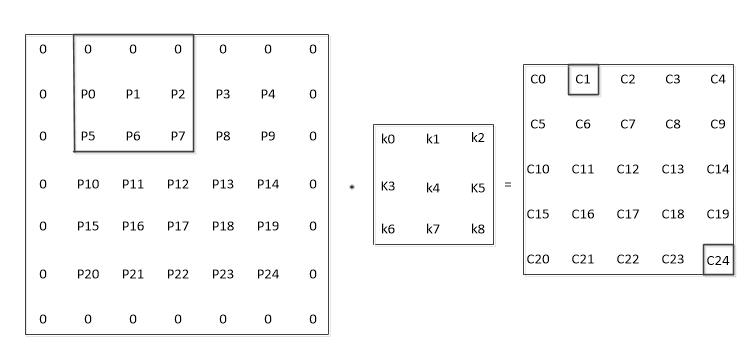 0 0 0 0 0 0 0
0 P0 P1 P2 P3 P4 0
0 P5 P6 P7 P8 P9 0
0 P10 P11 P12 P13 P14 0
0 P15 P16 P17 P18 P19 0
0 P20 P21 P22 P23 P24 0
0 0 0 0 0 0 0
*
k0 k1 k2
K3 k4 K5
k6 k7 k8
=
C0 C1 C2 C3 C4
C5 C6 C7 C8 C9
C10 C11 C12 C13 C14
C15 C16 C17 C18 C19
C20 C21 C22 C23 C24